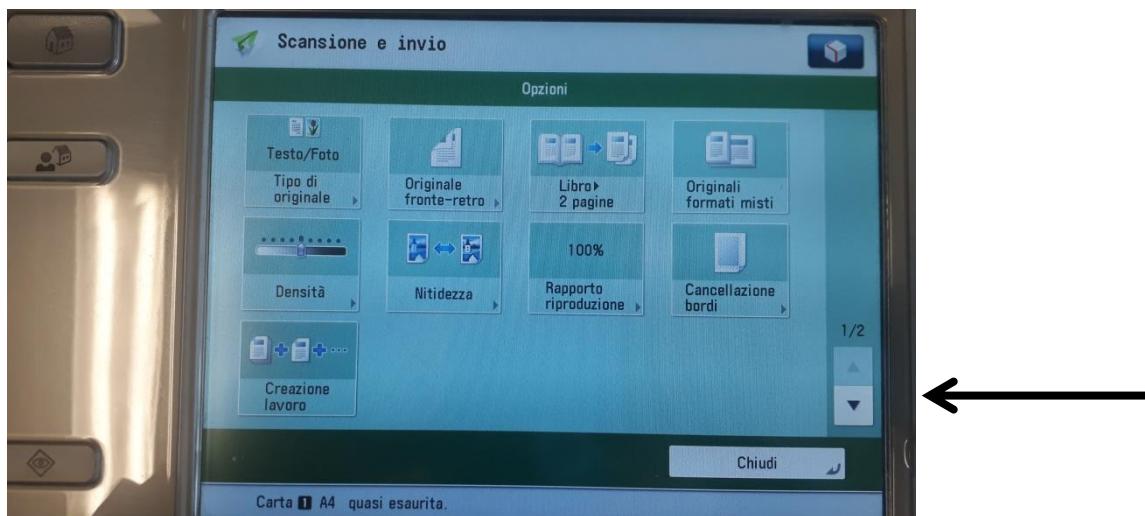 Scansione e invio
Opzioni
Testo/Foto
Tipo di
originale
Originale
fronte-retro
Libro
2 pagine
Originali
formati misti
Densità
Nitidezza
100%
Rapporto
riproduzione
Cancellazione
bordi
1/2
Creazione
lavoro
Chiudi
Carta 1 A4 quasi esaurita.